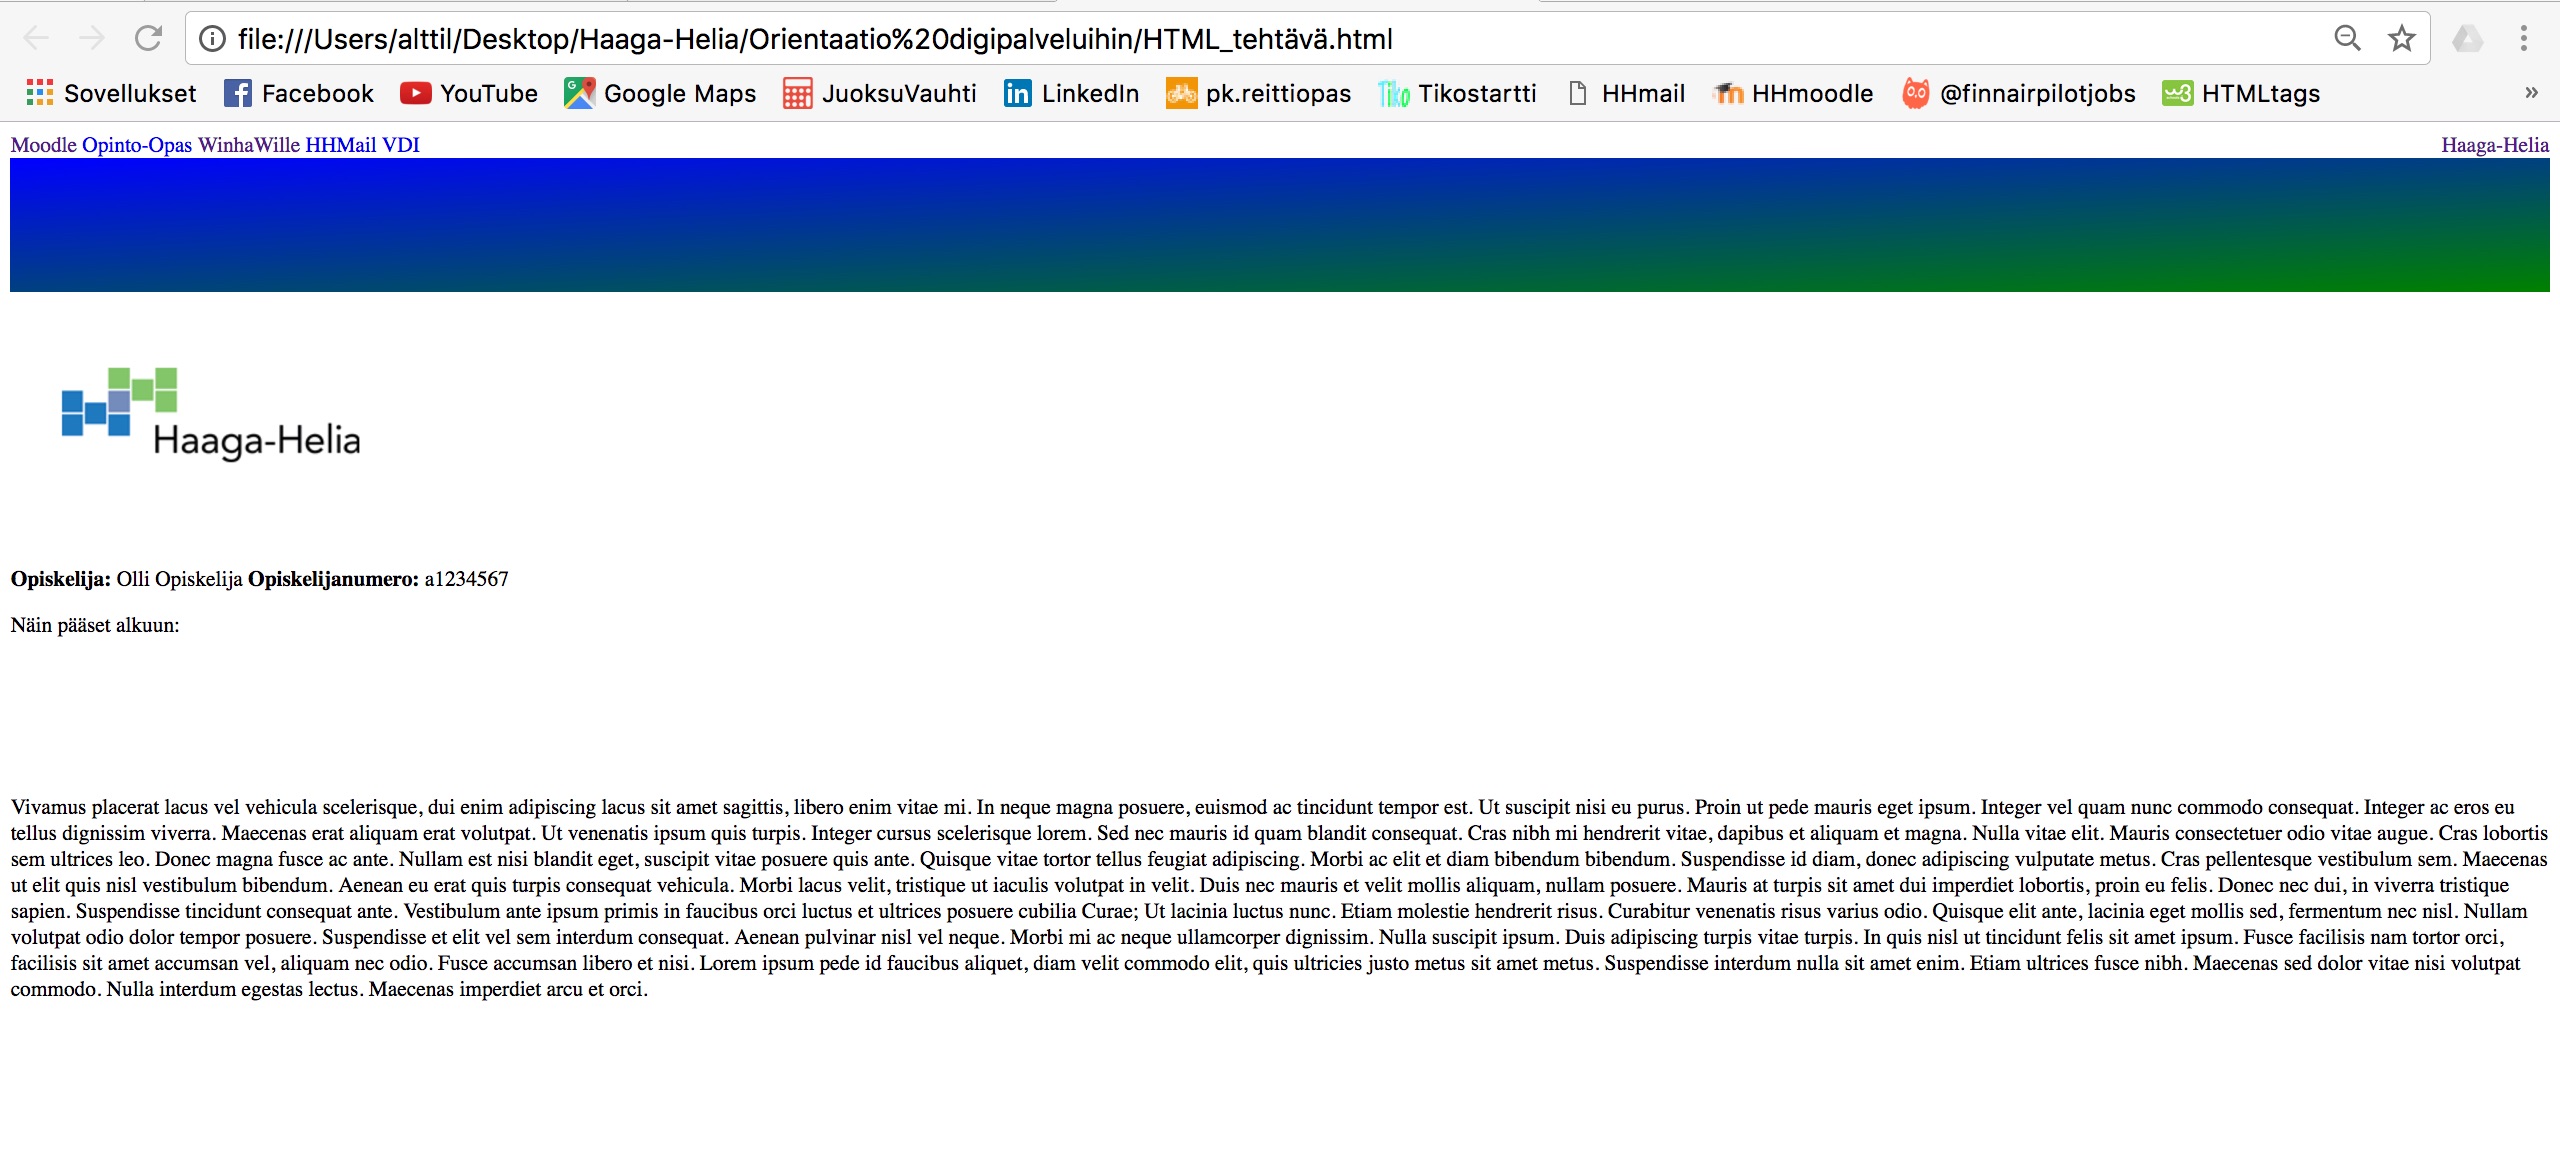 file:///Users/alttil/Desktop/Haaga-Helia/Orientaatio%20digipalveluihin/HTML_tehtävä.html
Sovellukset Facebook YouTube Google Maps JuoksuVauhti LinkedIn pk.reittiopas Tikostartti HHmail HHmoodle @finnairpilotjobs HTMLtags »
Moodle Opinto-Opas WinhaWille HHMail VDI Haaga-Helia
Haaga-Helia
Opiskelija: Olli Opiskelija Opiskelijanumero: a1234567
Näin pääset alkuun:
Vivamus placerat lacus vel vehicula scelerisque, dui enim adipiscing lacus sit amet sagittis, libero enim vitae mi. In neque magna posuere, euismod ac tincidunt tempor est. Ut suscipit nisi eu purus. Proin ut pede mauris eget ipsum. Integer vel quam nunc commodo consequat. Integer ac eros eu
tellus dignissim viverra. Maecenas erat aliquam erat volutpat. Ut venenatis ipsum quis turpis. Integer cursus scelerisque lorem. Sed nec mauris id quam blandit consequat. Cras nibh mi hendrerit vitae, dapibus et aliquam et magna. Nulla vitae elit. Mauris consectetuer odio vitae augue. Cras lobortis
sem ultrices leo. Donec magna fusce ac ante. Nullam est nisi blandit eget, suscipit vitae posuere quis ante. Quisque vitae tortor tellus feugiat adipiscing. Morbi ac elit et diam bibendum bibendum. Suspendisse id diam, donec adipiscing vulputate metus. Cras pellentesque vestibulum sem. Maecenas
ut elit quis nisl vestibulum bibendum. Aenean eu erat quis turpis consequat vehicula. Morbi lacus velit, tristique ut iaculis volutpat in velit. Duis nec mauris et velit mollis aliquam, nullam posuere. Mauris at turpis sit amet dui imperdiet lobortis, proin eu felis. Donec nec dui, in viverra tristique
sapien. Suspendisse tincidunt consequat ante. Vestibulum ante ipsum primis in faucibus orci luctus et ultrices posuere cubilia Curae; Ut lacinia luctus nunc. Etiam molestie hendrerit risus. Curabitur venenatis risus varius odio. Quisque elit ante, lacinia eget mollis sed, fermentum nec nisl. Nullam
volutpat odio dolor tempor posuere. Suspendisse et elit vel sem interdum consequat. Aenean pulvinar nisl vel neque. Morbi mi ac neque ullamcorper dignissim. Nulla suscipit ipsum. Duis adipiscing turpis vitae turpis. In quis nisl ut tincidunt felis sit amet ipsum. Fusce facilisis nam tortor orci,
facilisis sit amet accumsan vel, aliquam nec odio. Fusce accumsan libero et nisi. Lorem ipsum pede id faucibus aliquet, diam velit commodo elit, quis ultricies justo metus sit amet metus. Suspendisse interdum nulla sit amet enim. Etiam ultrices fusce nibh. Maecenas sed dolor vitae nisi volutpat
commodo. Nulla interdum egestas lectus. Maecenas imperdiet arcu et orci.